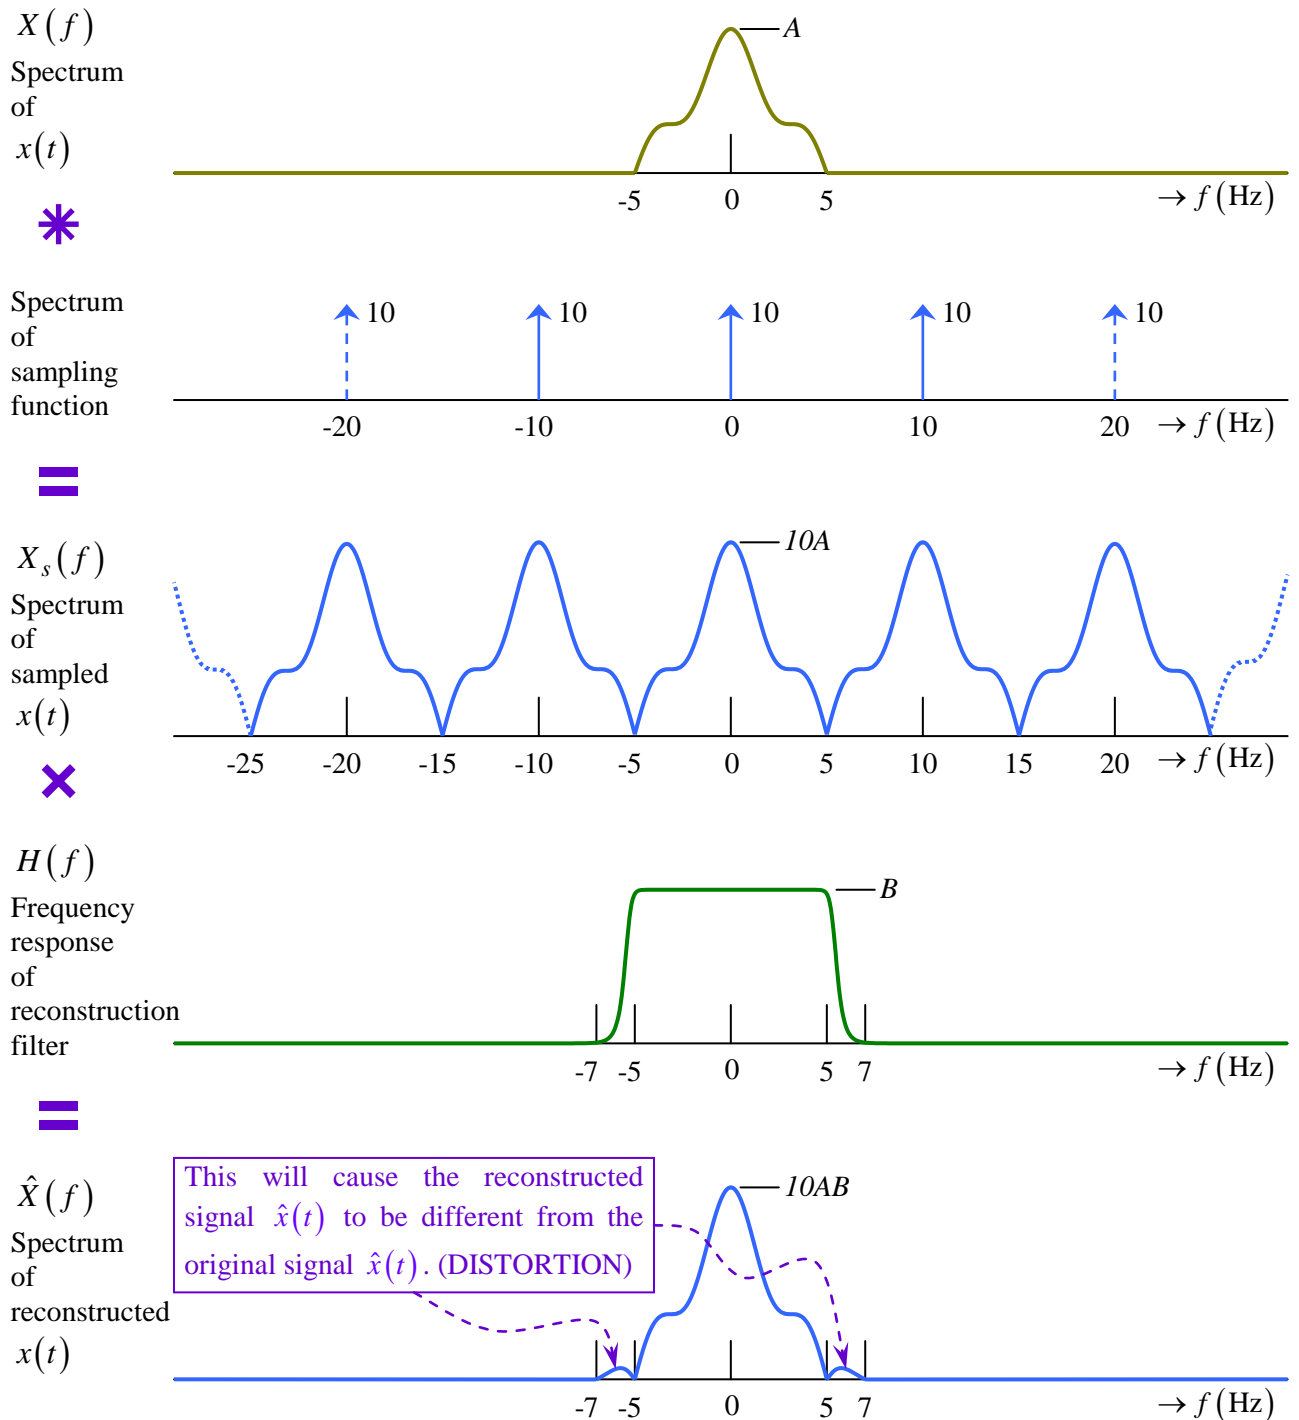 X(f)
Spectrum
of
x(t)
A
-5 0 5 → f(Hz)
Spectrum
of
sampling
function
10 10 10 10 10
-20 -10 0 10 20 → f(Hz)
X_s(f)
Spectrum
of
sampled
x(t)
10A
-25 -20 -15 -10 -5 0 5 10 15 20 → f(Hz)
H(f)
Frequency
response
of
reconstruction
filter
B
-7 -5 0 5 7 → f(Hz)
X̂(f)
Spectrum
of
reconstructed
x(t)
This will cause the reconstructed
signal x̂(t) to be different from the
original signal x̂(t). (DISTORTION)
10AB
-7 -5 0 5 7 → f(Hz)